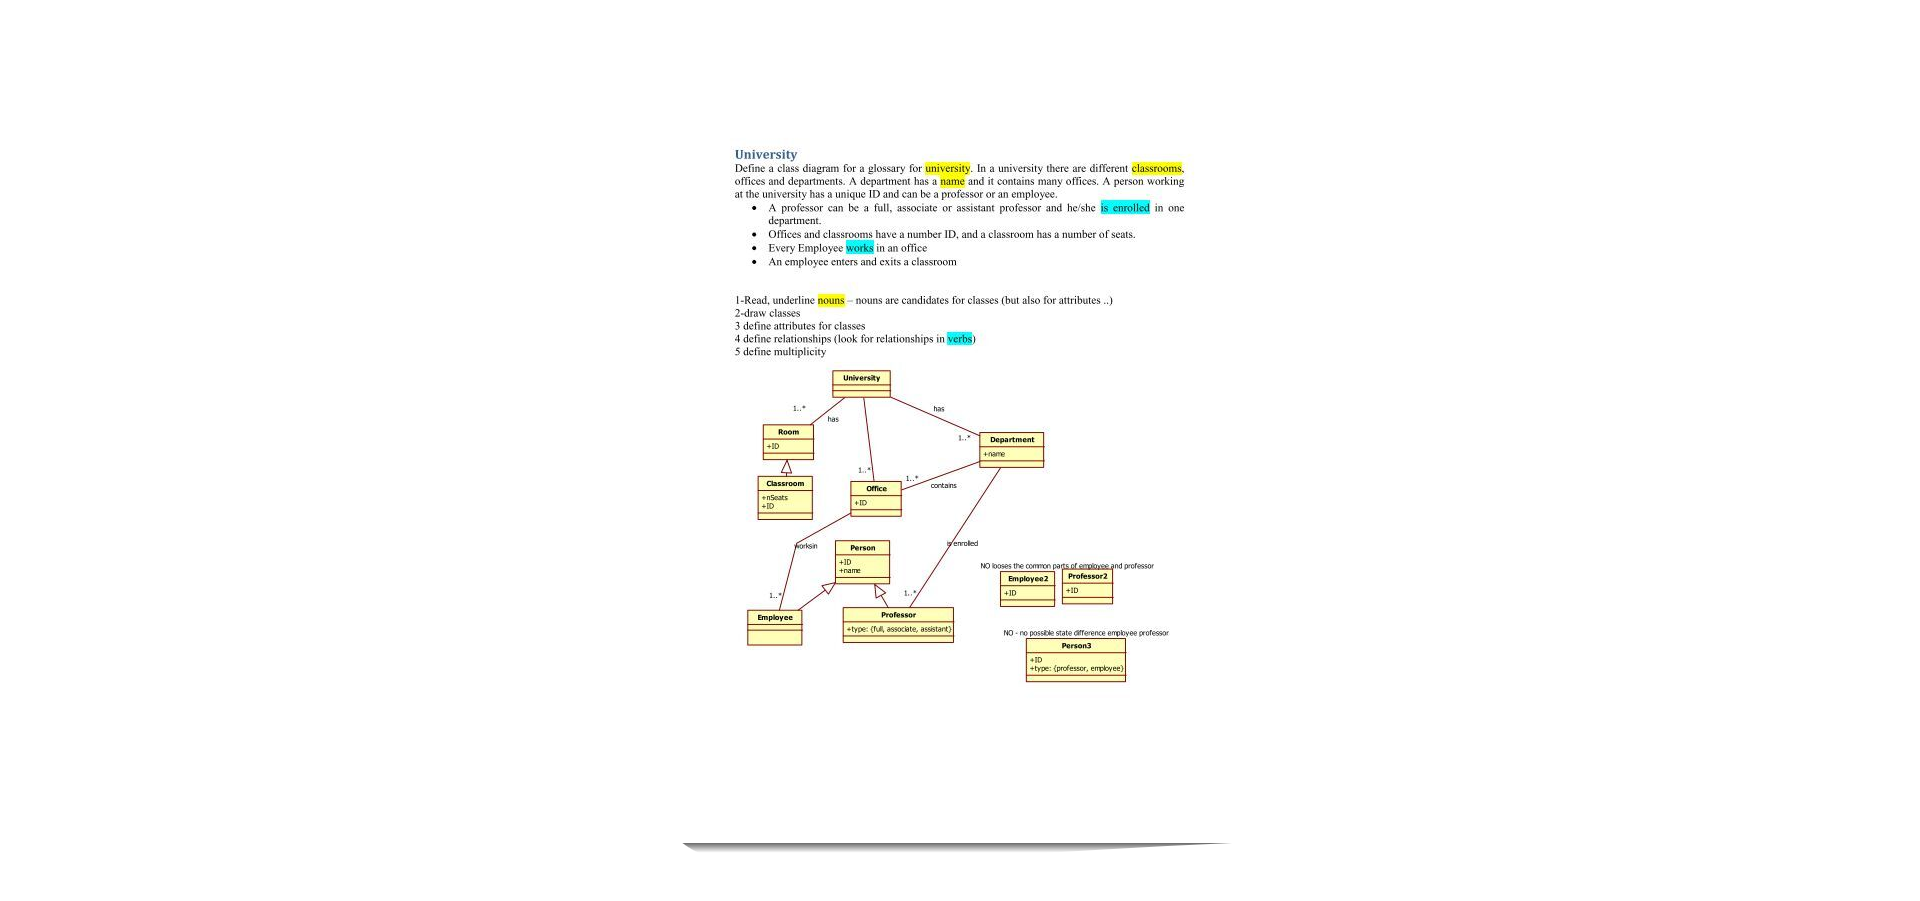 University
Define a class diagram for a glossary for university. In a university there are different classrooms,
offices and departments. A department has a name and it contains many offices. A person working
at the university has a unique ID and can be a professor or an employee.
• A professor can be a full, associate or assistant professor and he/she is enrolled in one
department.
• Offices and classrooms have a number ID, and a classroom has a number of seats.
• Every Employee works in an office
• An employee enters and exits a classroom
1-Read, underline nouns – nouns are candidates for classes (but also for attributes ..)
2-draw classes
3 define attributes for classes
4 define relationships (look for relationships in verbs)
5 define multiplicity
University
1..*
has
has
Room
+ID
1..*
Department
+name
Classroom
+nSeats
+ID
1..*
Office
+ID
1..*
contains
worksin
Person
+ID
+name
is enrolled
1..*
Employee
1..*
Professor
+type: {full, associate, assistant}
NO looses the common parts of employee and professor
Employee2
+ID
Professor2
+ID
NO - no possible state difference employee professor
Person3
+ID
+type: {professor, employee}